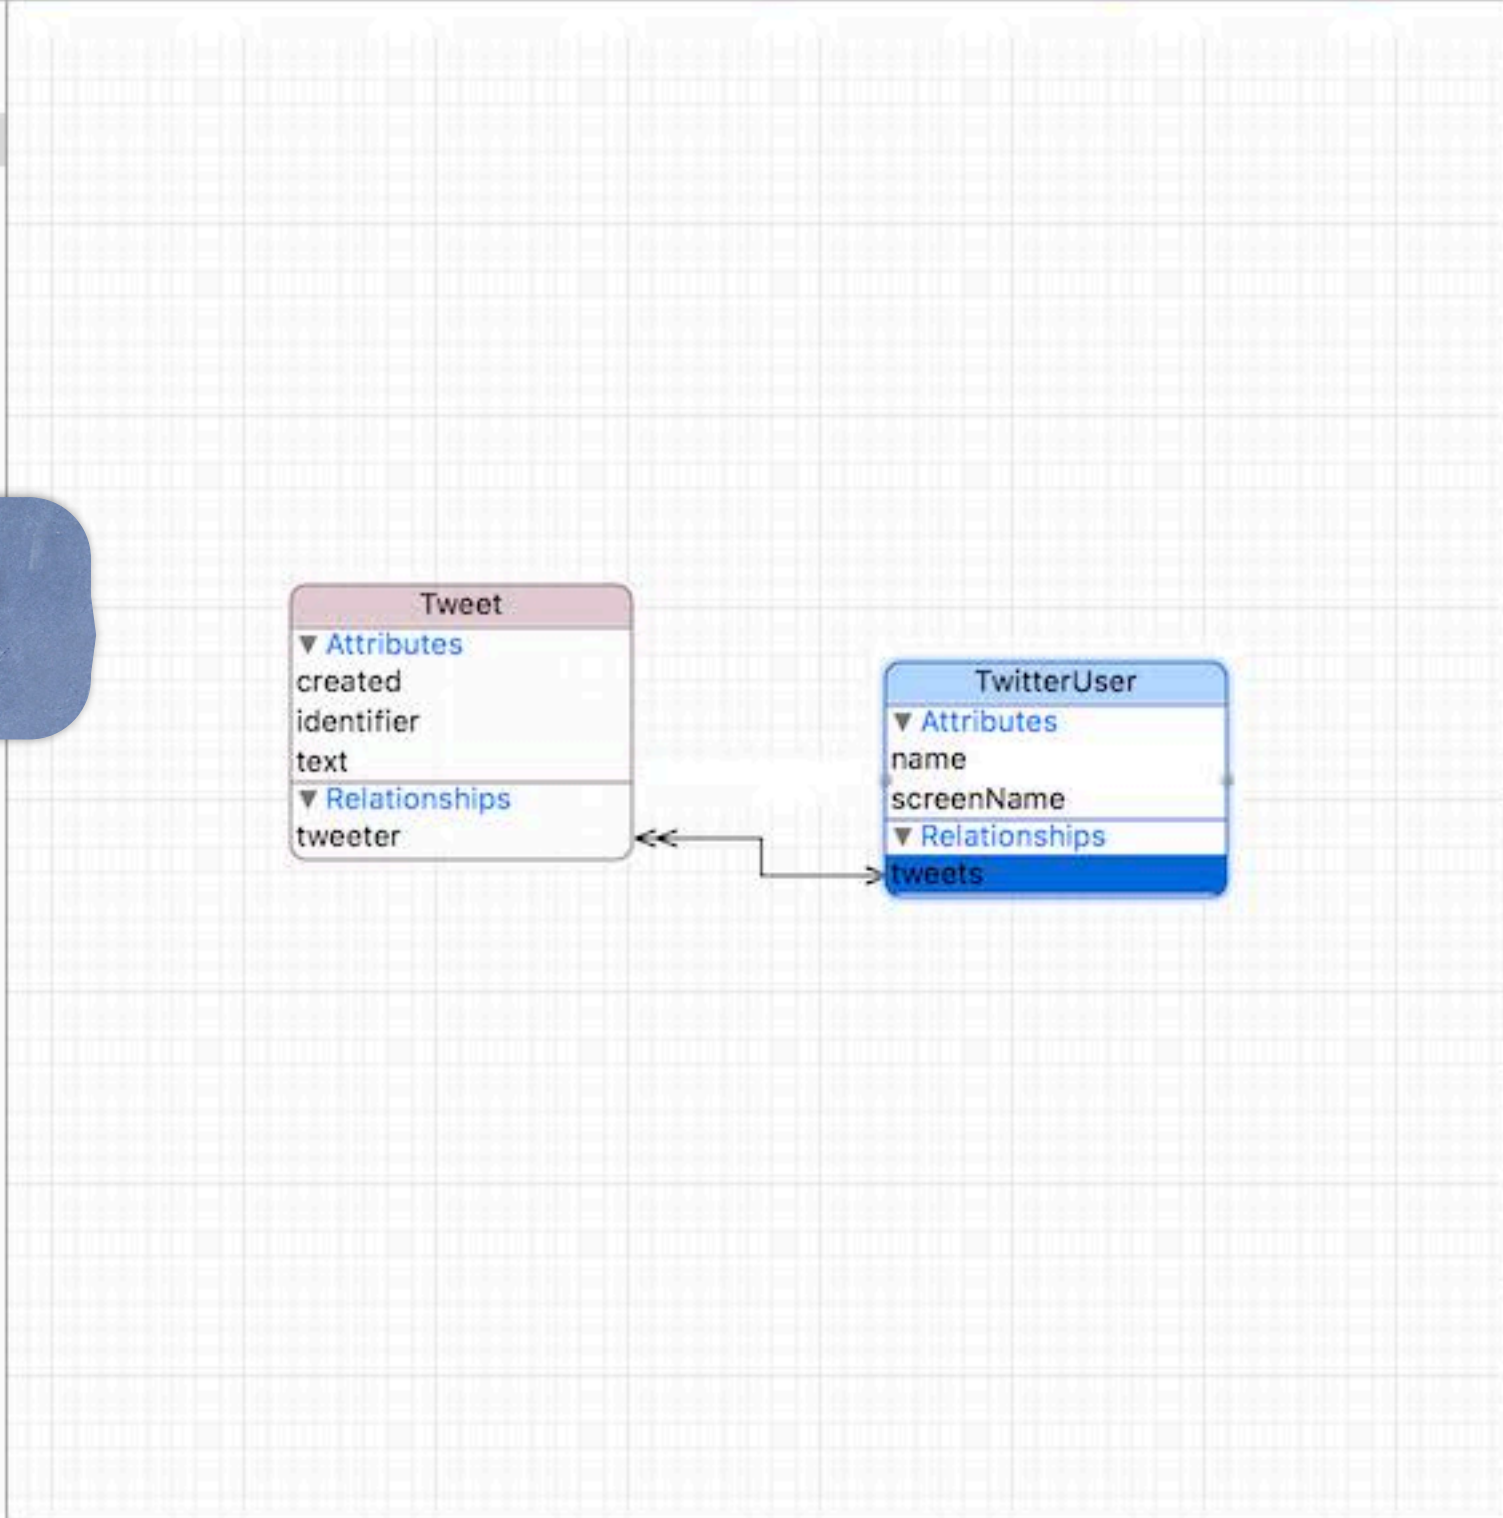 Tweet
Attributes
created
identifier
text
Relationships
tweeter
TwitterUser
Attributes
name
screenName
Relationships
tweets